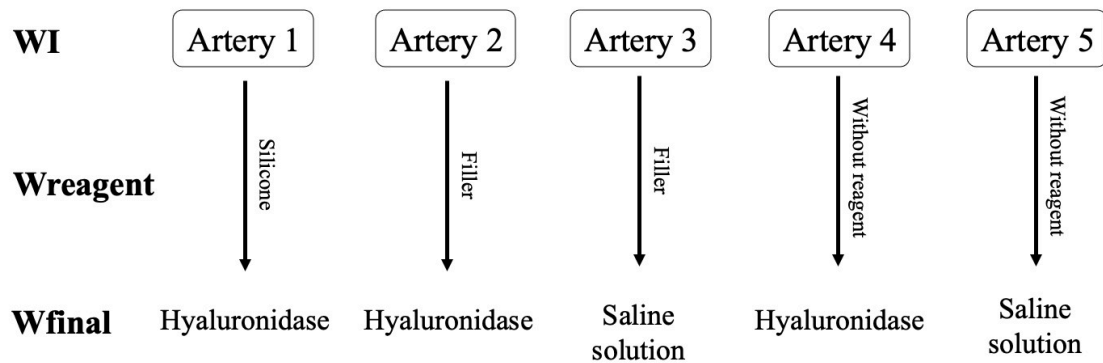 WI Artery 1 Artery 2 Artery 3 Artery 4 Artery 5
Silicone Filler Filler Without reagent Without reagent
Wreagent
Wfinal Hyaluronidase Hyaluronidase Saline solution Hyaluronidase Saline solution